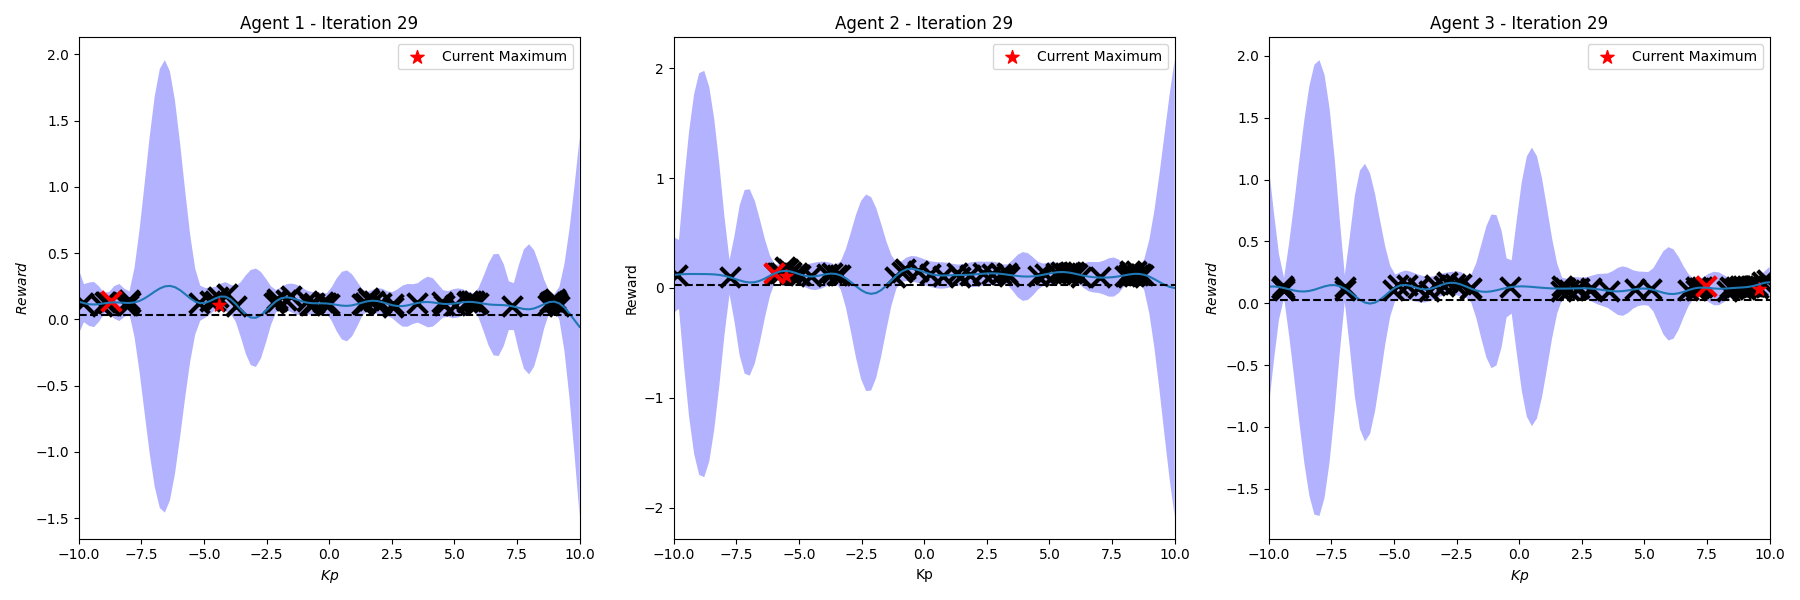 Agent 1 - Iteration 29
Current Maximum
2.0
1.5
1.0
0.5
0.0
−0.5
−1.0
−1.5
Reward
−10.0 −7.5 −5.0 −2.5 0.0 2.5 5.0 7.5 10.0
Kp
Agent 2 - Iteration 29
Current Maximum
2
1
0
−1
−2
Reward
−10.0 −7.5 −5.0 −2.5 0.0 2.5 5.0 7.5 10.0
Kp
Agent 3 - Iteration 29
Current Maximum
2.0
1.5
1.0
0.5
0.0
−0.5
−1.0
−1.5
Reward
−10.0 −7.5 −5.0 −2.5 0.0 2.5 5.0 7.5 10.0
Kp